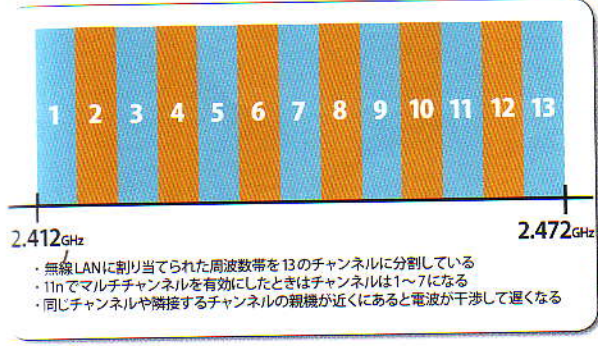 1 2 3 4 5 6 7 8 9 10 11 12 13
2.412GHz 2.472GHz
・無線LANに割り当てられた周波数帯を13のチャンネルに分割している
・11nでマルチチャンネルを有効にしたときはチャンネルは1〜7になる
・同じチャンネルや隣接するチャンネルの親機が近くにあると電波が干渉して遅くなる